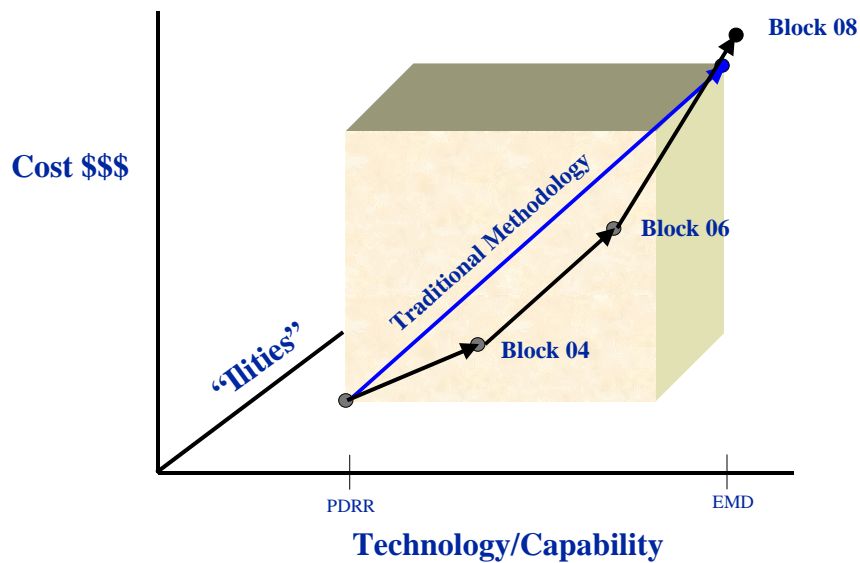 Block 08
Cost $$$
Traditional Methodology
Block 06
“Ilities”
Block 04
PDRR
EMD
Technology/Capability